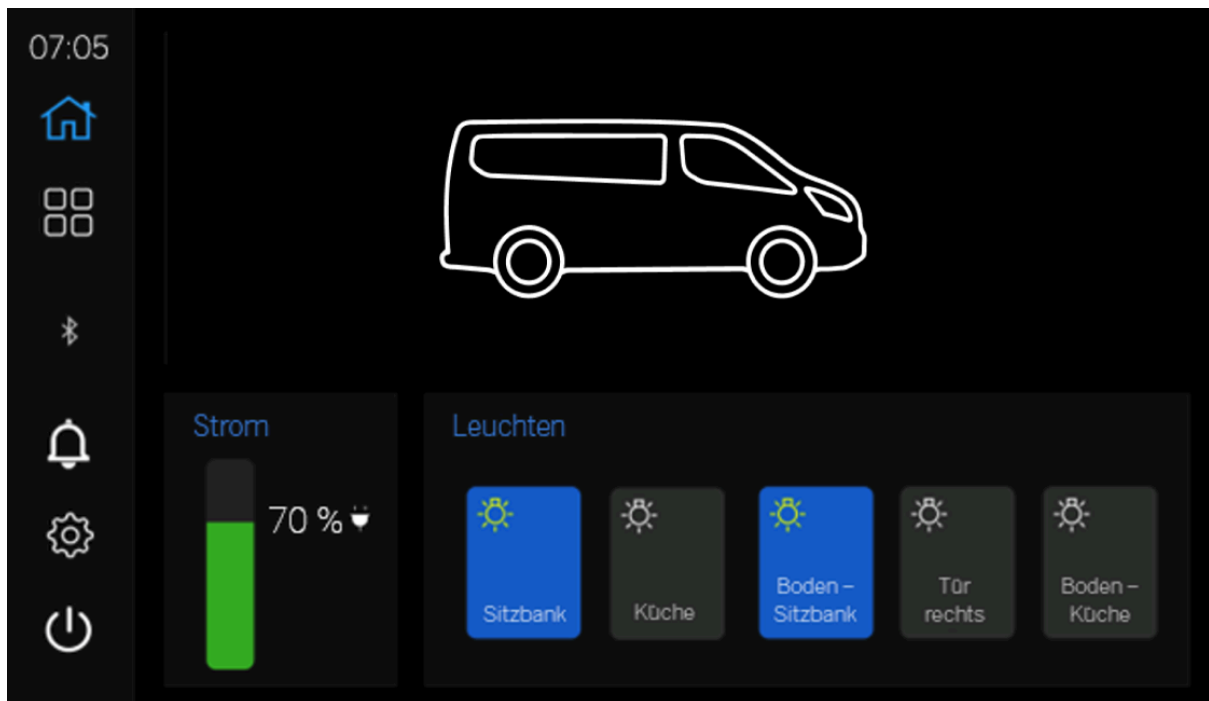 07:05
Strom
70 %
Leuchten
Sitzbank
Küche
Boden –
Sitzbank
Tür
rechts
Boden –
Küche